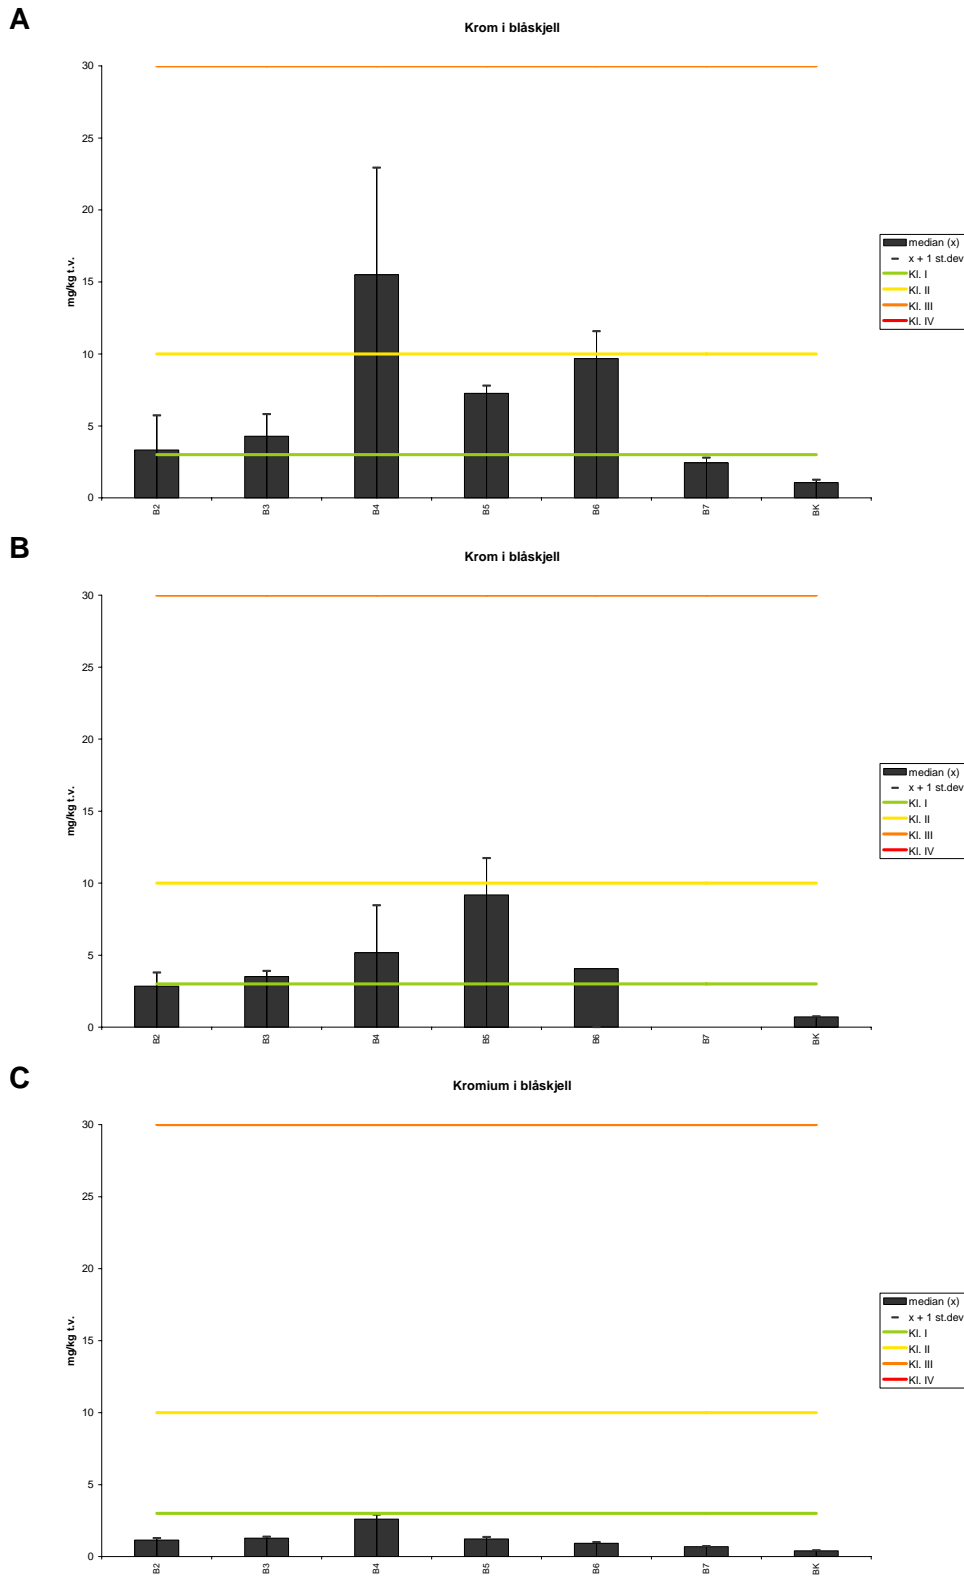 A
Krom i blåskjell
30
25
20
15
10
5
0
mg/kg t.v.
B2
B3
B4
B5
B6
B7
BK
median (x)
x + 1 st.dev
Kl. I
Kl. II
Kl. III
Kl. IV
B
Krom i blåskjell
30
25
20
15
10
5
0
mg/kg t.v.
B2
B3
B4
B5
B6
B7
BK
median (x)
x + 1 st.dev
Kl. I
Kl. II
Kl. III
Kl. IV
C
Kromium i blåskjell
30
25
20
15
10
5
0
mg/kg t.v.
B2
B3
B4
B5
B6
B7
BK
median (x)
x + 1 st.dev
Kl. I
Kl. II
Kl. III
Kl. IV